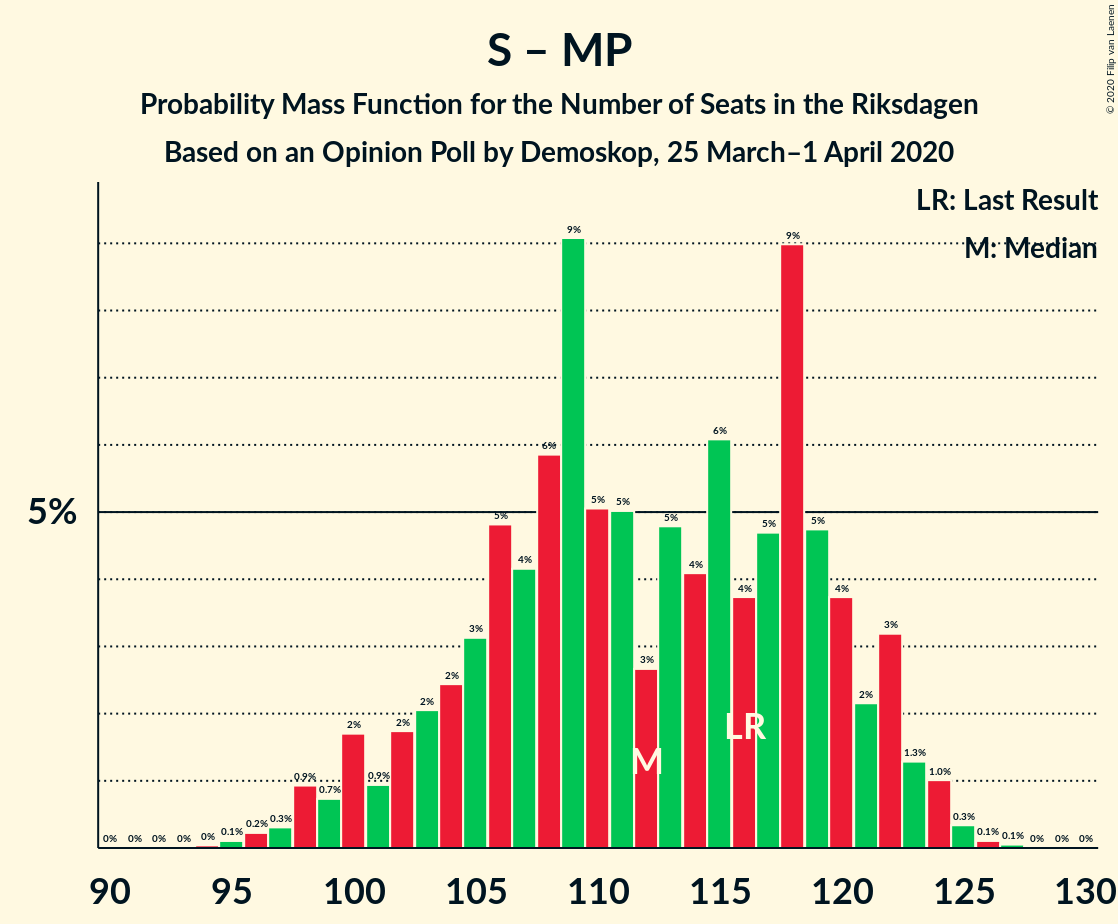 S – MP
Probability Mass Function for the Number of Seats in the Riksdagen
Based on an Opinion Poll by Demoskop, 25 March–1 April 2020
© 2020 Filip van Laenen
LR: Last Result
M: Median
5%
0% 0% 0% 0% 0% 0.1% 0.2% 0.3% 0.9% 0.7% 2% 0.9% 2% 2% 2% 3% 5% 4% 6% 9% 5% 5% 3% 5% 4% 6% 4% 5% 9% 5% 4% 2% 3% 1.3% 1.0% 0.3% 0.1% 0.1% 0% 0% 0%
LR
M
90 95 100 105 110 115 120 125 130